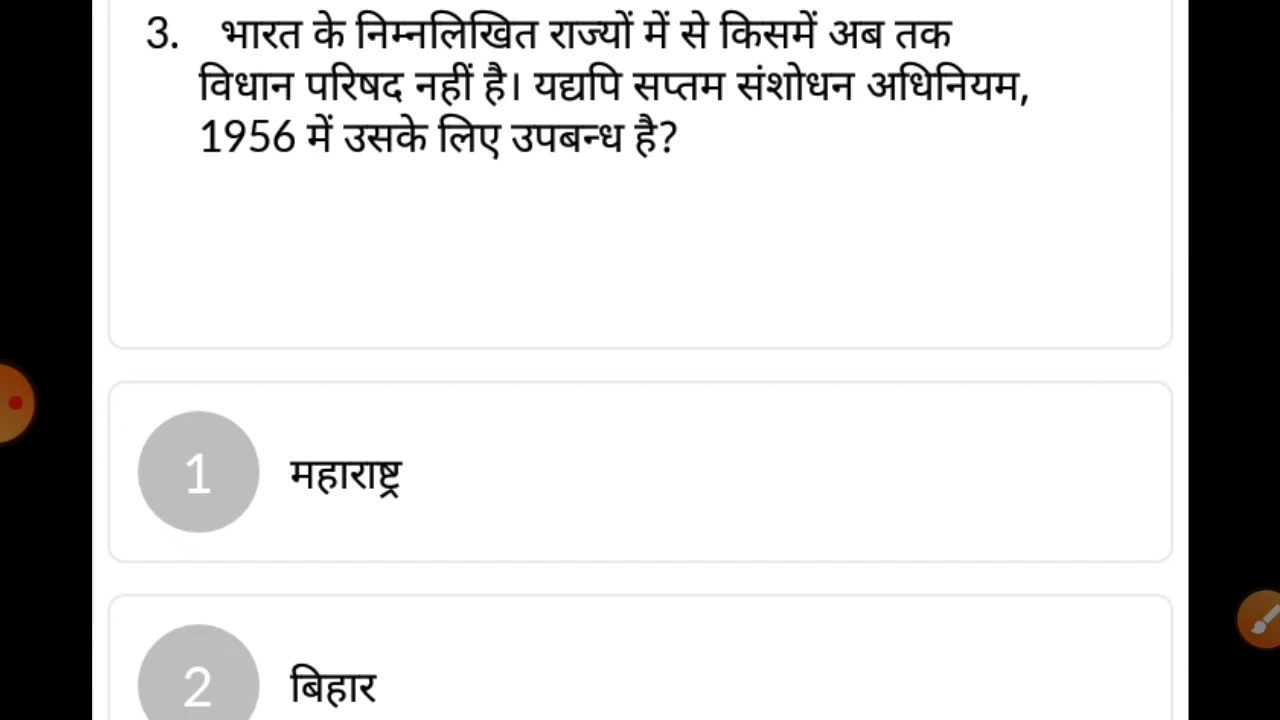 3. भारत के निम्नलिखित राज्यों में से किसमें अब तक
विधान परिषद नहीं है। यद्यपि सप्तम संशोधन अधिनियम,
1956 में उसके लिए उपबन्ध है?
1 महाराष्ट्र
2 बिहार